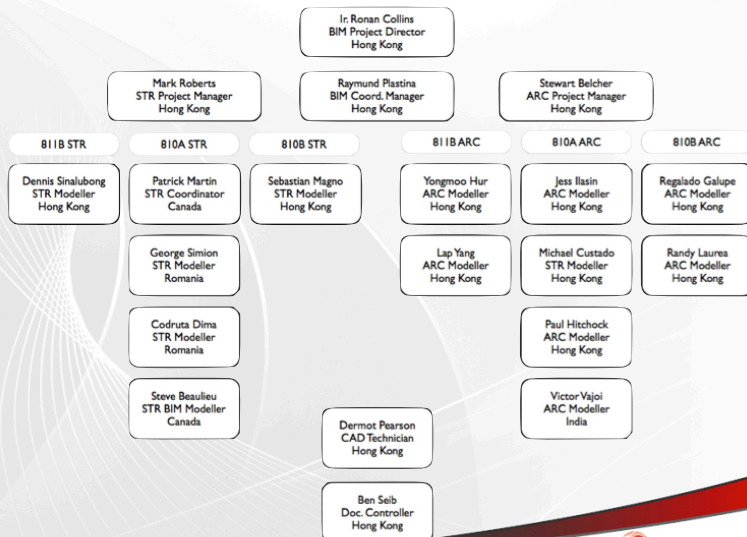 Ir. Ronan Collins
BIM Project Director
Hong Kong
Mark Roberts
STR Project Manager
Hong Kong
Raymund Plastina
BIM Coord. Manager
Hong Kong
Stewart Belcher
ARC Project Manager
Hong Kong
811B STR
810A STR
810B STR
811B ARC
810A ARC
810B ARC
Dennis Sinalubong
STR Modeller
Hong Kong
Patrick Martin
STR Coordinator
Canada
Sebastian Magno
STR Modeller
Hong Kong
Yongmoo Hur
ARC Modeller
Hong Kong
Jess Ilasin
ARC Modeller
Hong Kong
Regalado Galupe
ARC Modeller
Hong Kong
George Simion
STR Modeller
Romania
Lap Yang
ARC Modeller
Hong Kong
Michael Custado
STR Modeller
Hong Kong
Randy Laurea
ARC Modeller
Hong Kong
Codruta Dima
STR Modeller
Romania
Paul Hitchock
ARC Modeller
Hong Kong
Steve Beaulieu
STR BIM Modeller
Canada
Victor Vajoi
ARC Modeller
India
Dermot Pearson
CAD Technician
Hong Kong
Ben Seib
Doc. Controller
Hong Kong